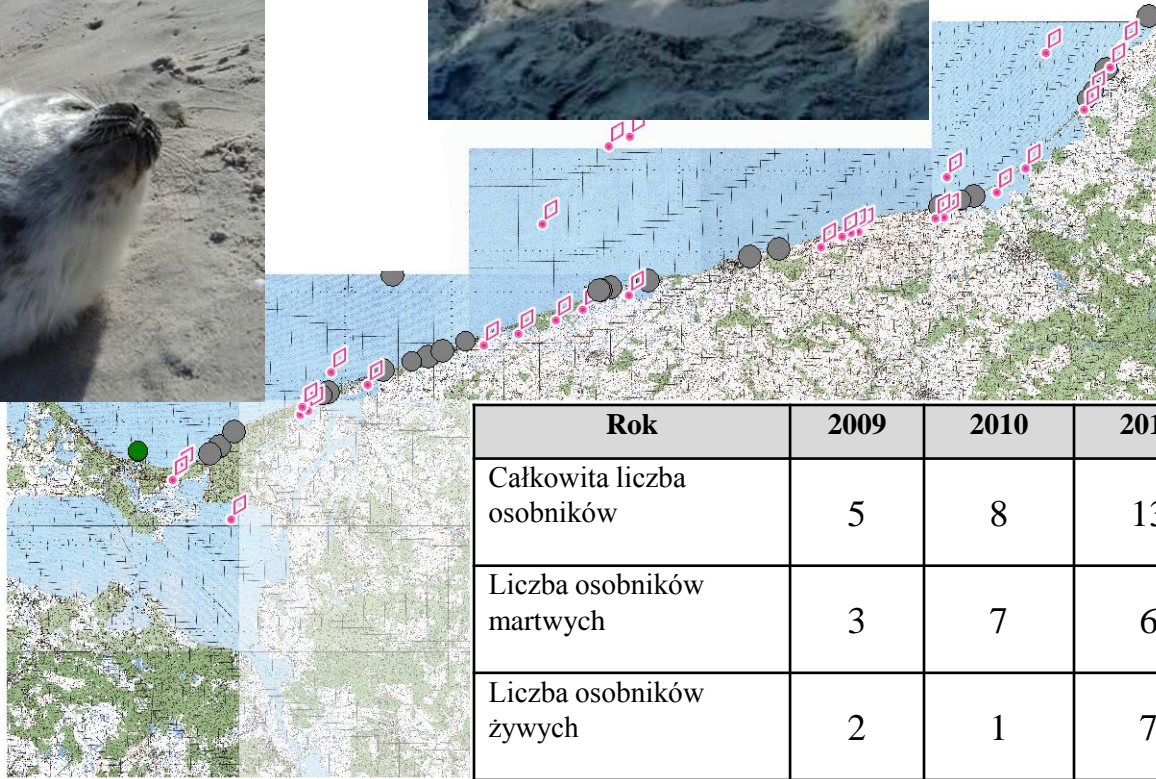 Rok 2009 2010
Całkowita liczba
osobników 5 8 13
Liczba osobników
martwych 3 7 6
Liczba osobników
żywych 2 1 7